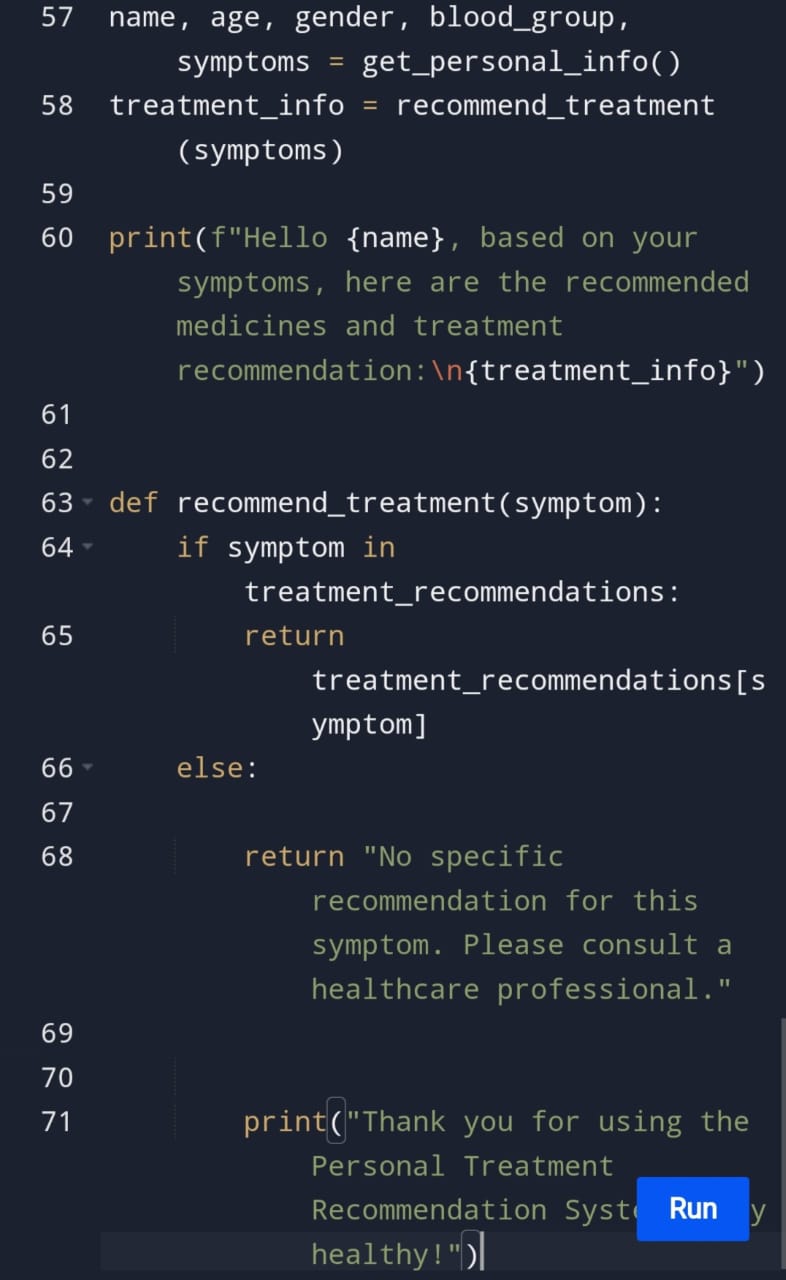 57 name, age, gender, blood_group,
symptoms = get_personal_info()
58 treatment_info = recommend_treatment
(symptoms)
59
60 print(f"Hello {name}, based on your
symptoms, here are the recommended
medicines and treatment
recommendation:\n{treatment_info}")
61
62
63 def recommend_treatment(symptom):
64 if symptom in
treatment_recommendations:
65 return
treatment_recommendations[s
ymptom]
66 else:
67
68 return "No specific
recommendation for this
symptom. Please consult a
healthcare professional."
69
70
71 print("Thank you for using the
Personal Treatment
Recommendation Syst
Run
y
healthy!")